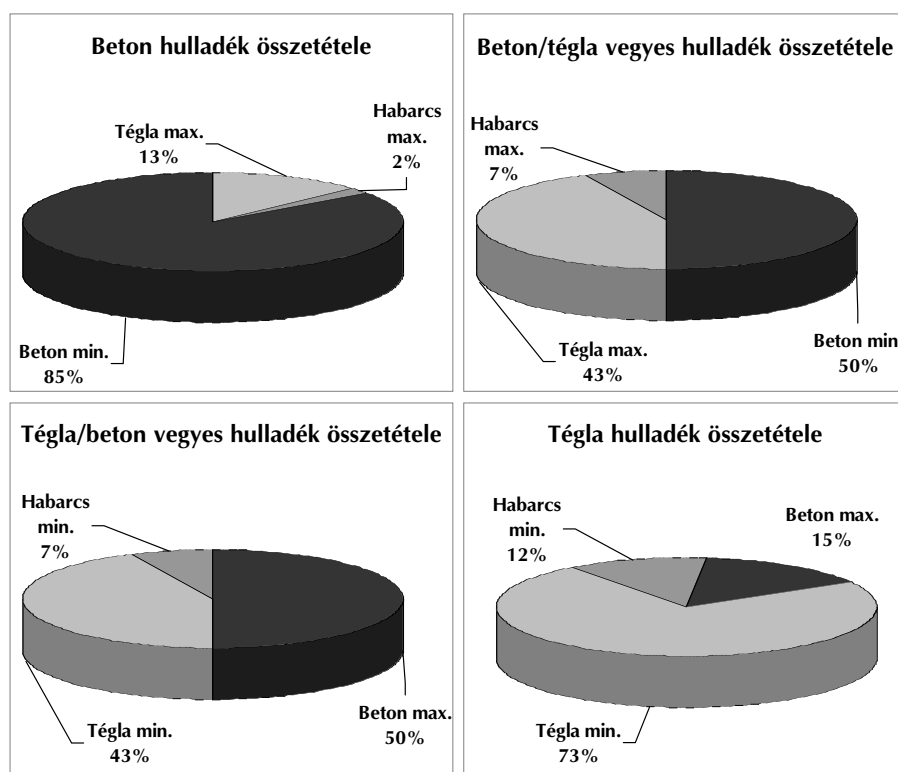 Beton hulladék összetétele
Tégla max.
13%
Habarcs
max.
2%
Beton min.
85%
Beton/tégla vegyes hulladék összetétele
Habarcs
max.
7%
Tégla max.
43%
Beton min
50%
Tégla/beton vegyes hulladék összetétele
Habarcs
min.
7%
Tégla min.
43%
Beton max.
50%
Tégla hulladék összetétele
Habarcs
min.
12%
Beton max.
15%
Tégla min.
73%